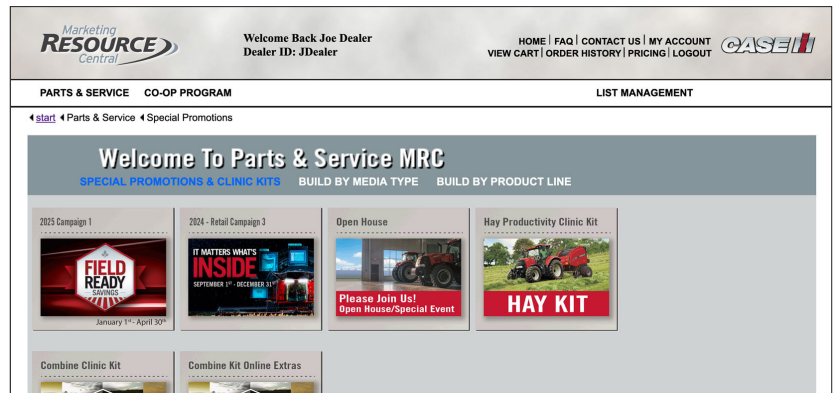 Marketing
RESOURCE
Central
Welcome Back Joe Dealer
Dealer ID: JDealer
HOME | FAQ | CONTACT US | MY ACCOUNT
VIEW CART | ORDER HISTORY | PRICING | LOGOUT
CASE IH
PARTS & SERVICE CO-OP PROGRAM LIST MANAGEMENT
start Parts & Service Special Promotions
Welcome To Parts & Service MRC
SPECIAL PROMOTIONS & CLINIC KITS BUILD BY MEDIA TYPE BUILD BY PRODUCT LINE
2025 Campaign 1
FIELD
READY
SAVINGS
January 1st - April 30th
2024 - Retail Campaign 3
IT MATTERS WHAT'S
INSIDE
SEPTEMBER 1ST - DECEMBER 31ST
Open House
Please Join Us!
Open House/Special Event
Hay Productivity Clinic Kit
HAY KIT
Combine Clinic Kit
Combine Kit Online Extras